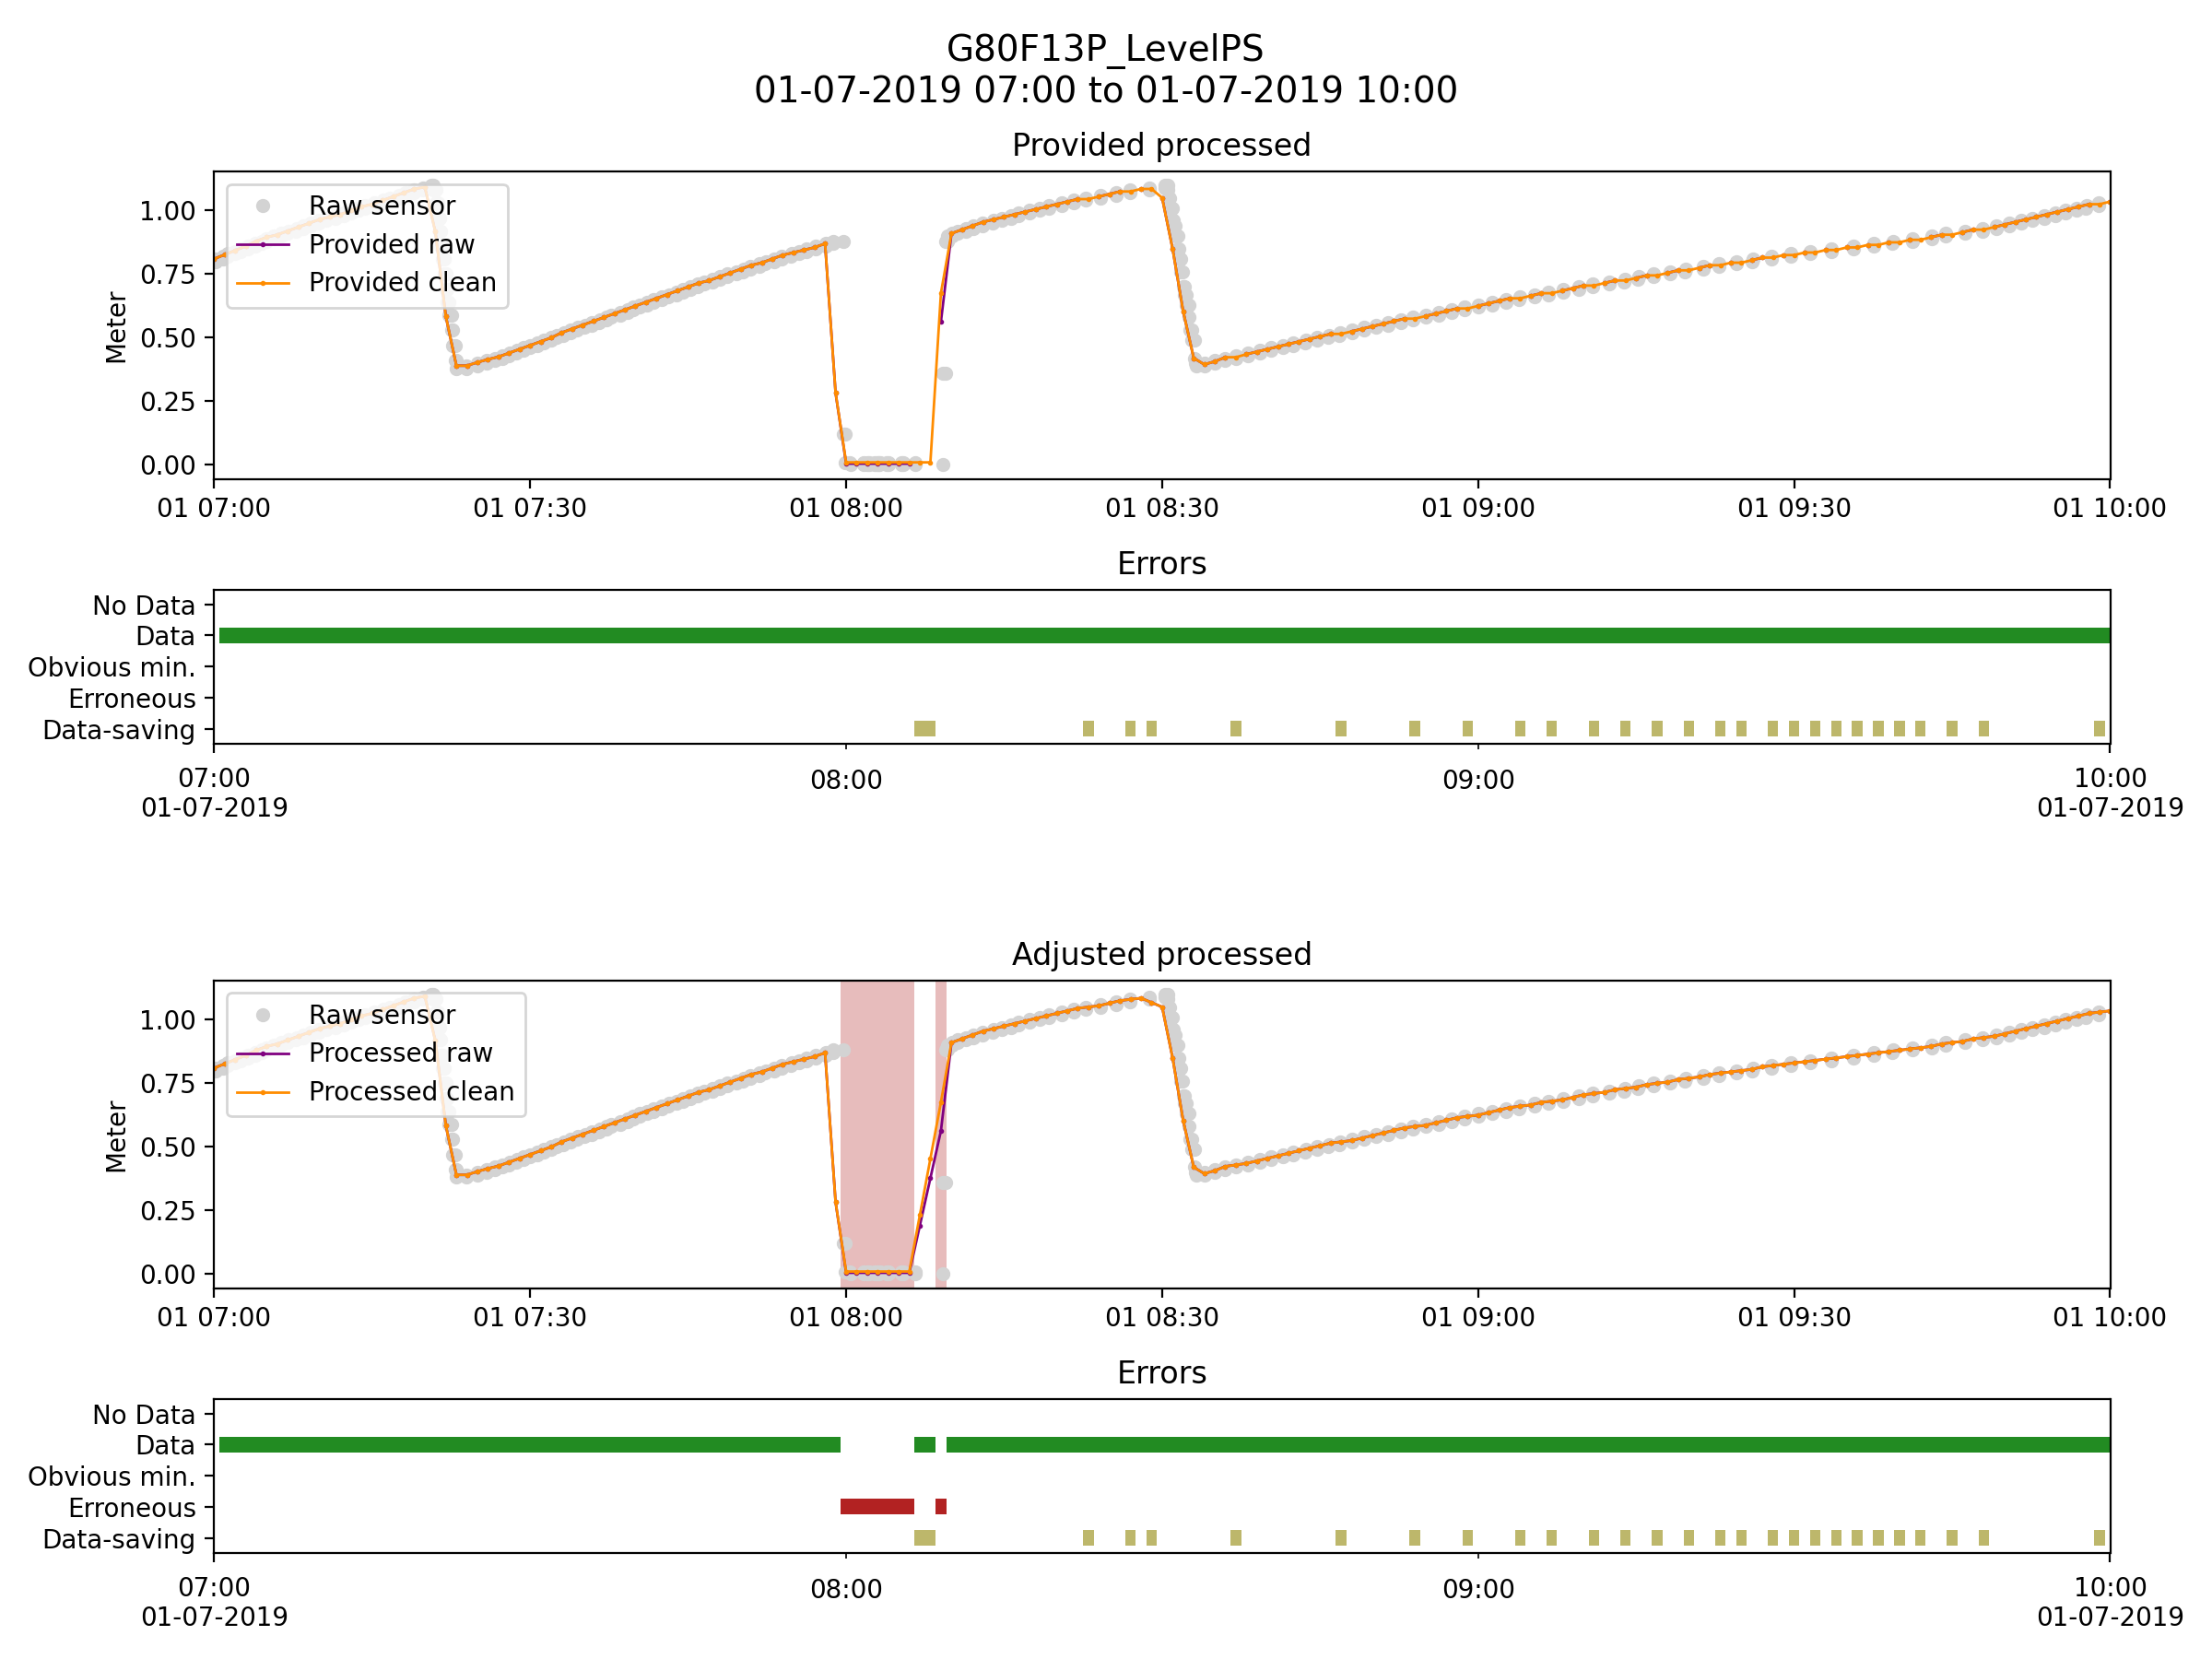 G80F13P_LevelPS
01-07-2019 07:00 to 01-07-2019 10:00
Provided processed
Raw sensor
Provided raw
Provided clean
Meter
1.00
0.75
0.50
0.25
0.00
01 07:00 01 07:30 01 08:00 01 08:30 01 09:00 01 09:30 01 10:00
Errors
No Data
Data
Obvious min.
Erroneous
Data-saving
07:00 08:00 09:00 10:00
01-07-2019 01-07-2019
Adjusted processed
Raw sensor
Processed raw
Processed clean
Meter
1.00
0.75
0.50
0.25
0.00
01 07:00 01 07:30 01 08:00 01 08:30 01 09:00 01 09:30 01 10:00
Errors
No Data
Data
Obvious min.
Erroneous
Data-saving
07:00 08:00 09:00 10:00
01-07-2019 01-07-2019